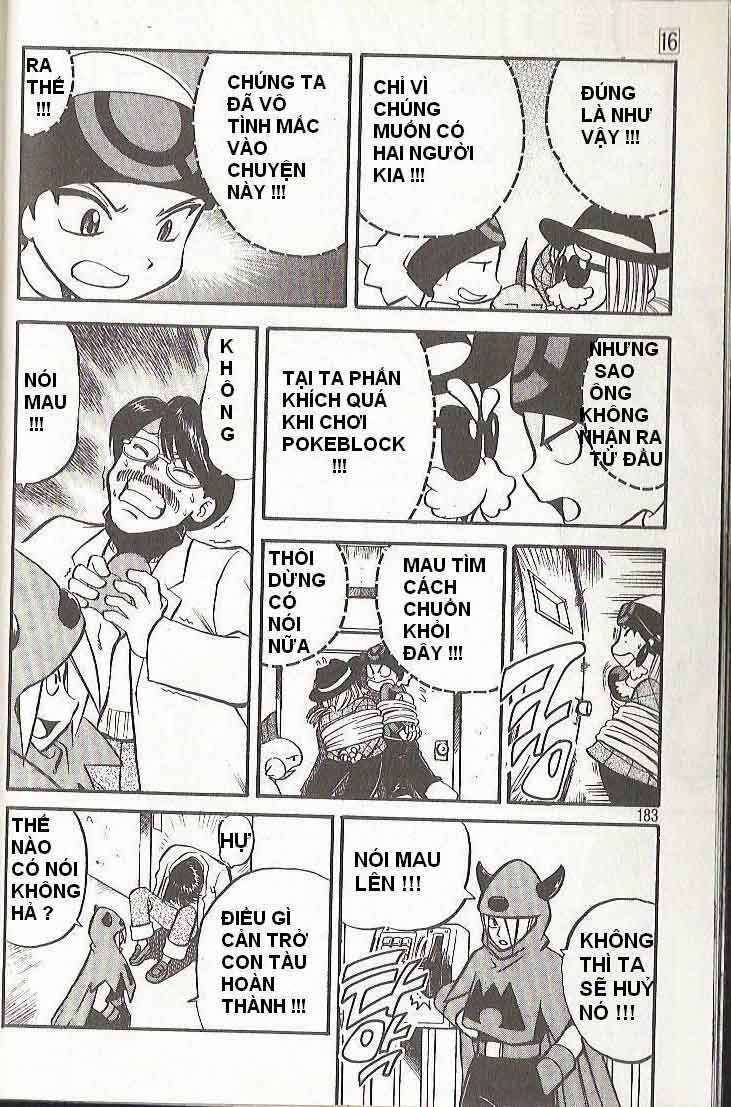 16
ĐÚNG
LÀ NHƯ
VẬY !!!
CHỈ VÌ
CHÚNG
MUỐN CÓ
HAI NGƯỜI
KIA !!!
CHÚNG TA
ĐÃ VÔ
TÌNH MẮC
VÀO
CHUYỆN
NÀY !!!
RA
THẾ
!!!
NHƯNG
SAO
ÔNG
KHÔNG
NHẬN RA
TỪ ĐẦU
TẠI TA PHẤN
KHÍCH QUÁ
KHI CHƠI
POKEBLOCK
!!!
KHÔNG
NÓI
MAU
!!!
MAU TÌM
CÁCH
CHUỒN
KHỎI
ĐÂY !!!
THÔI
DỪNG
CÓ
NÓI
NỮA
183
NÓI MAU
LÊN !!!
KHÔNG
THÌ TA
SẼ HUỶ
NÓ !!!
탁
HỰ
ĐIỀU GÌ
CẢN TRỞ
CON TÀU
HOÀN
THÀNH !!!
THẾ
NÀO
CÓ NÓI
KHÔNG
HẢ ?